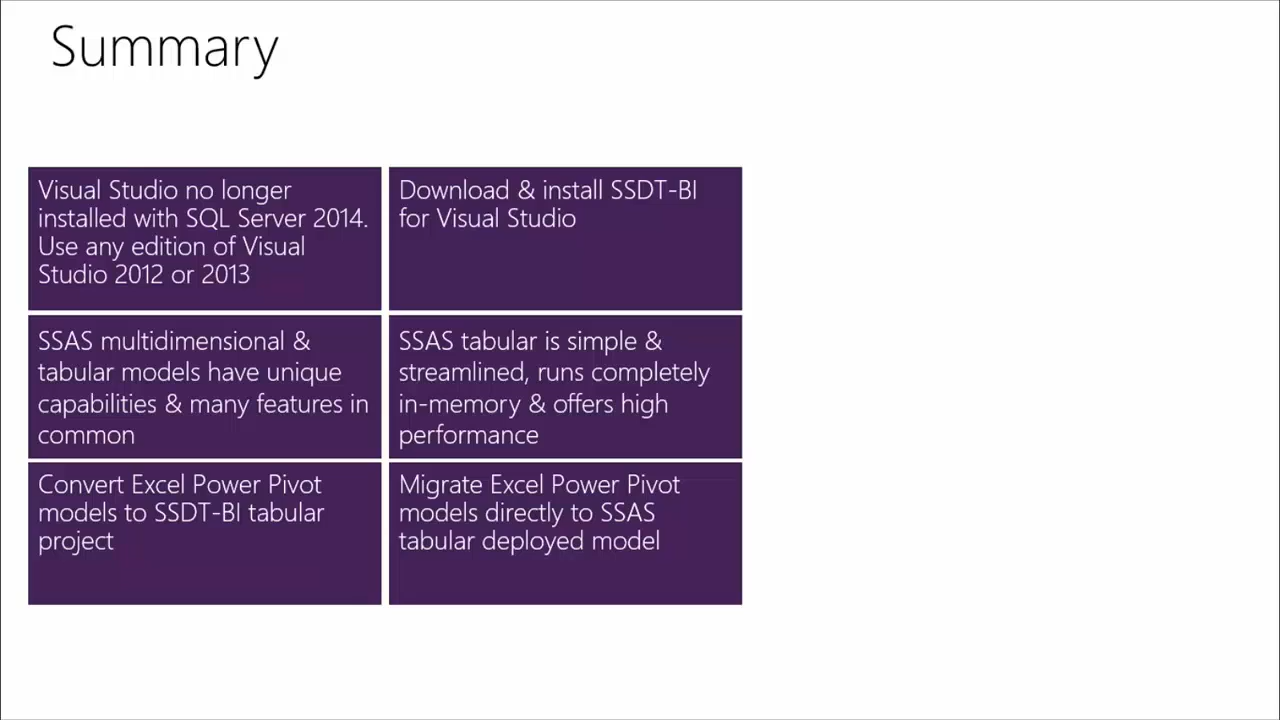 Summary
Visual Studio no longer
installed with SQL Server 2014.
Use any edition of Visual
Studio 2012 or 2013
Download & install SSDT-BI
for Visual Studio
SSAS multidimensional &
tabular models have unique
capabilities & many features in
common
SSAS tabular is simple &
streamlined, runs completely
in-memory & offers high
performance
Convert Excel Power Pivot
models to SSDT-BI tabular
project
Migrate Excel Power Pivot
models directly to SSAS
tabular deployed model